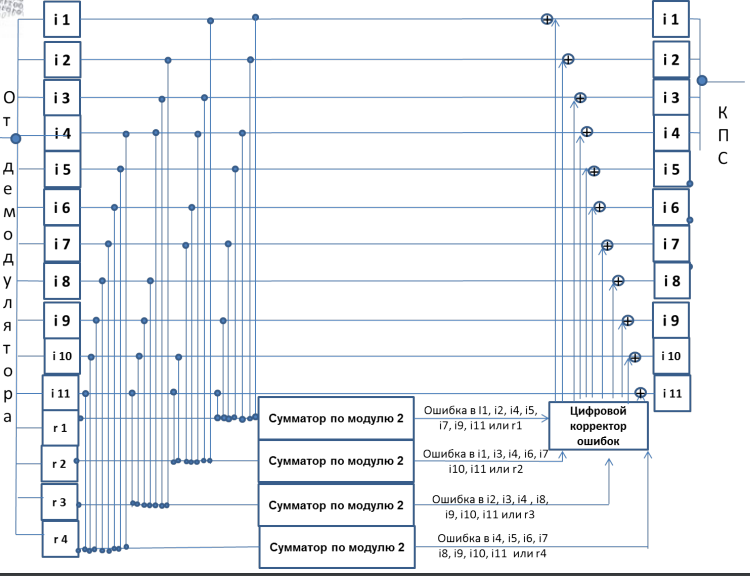 От демодулятора
i 1
i 2
i 3
i 4
i 5
i 6
i 7
i 8
i 9
i 10
i 11
r 1
r 2
r 3
r 4
Сумматор по модулю 2
Сумматор по модулю 2
Сумматор по модулю 2
Сумматор по модулю 2
Ошибка в I1, i2, i4, i5,
i7, i9, i11 или r1
Ошибка в i1, i3, i4, i6, i7
i10, i11 или r2
Ошибка в i2, i3, i4 , i8,
i9, i10, i11 или r3
Ошибка в i4, i5, i6, i7
i8, i9, i10, i11 или r4
Цифровой
корректор
ошибок
i 1
i 2
i 3
i 4
i 5
i 6
i 7
i 8
i 9
i 10
i 11
КПС